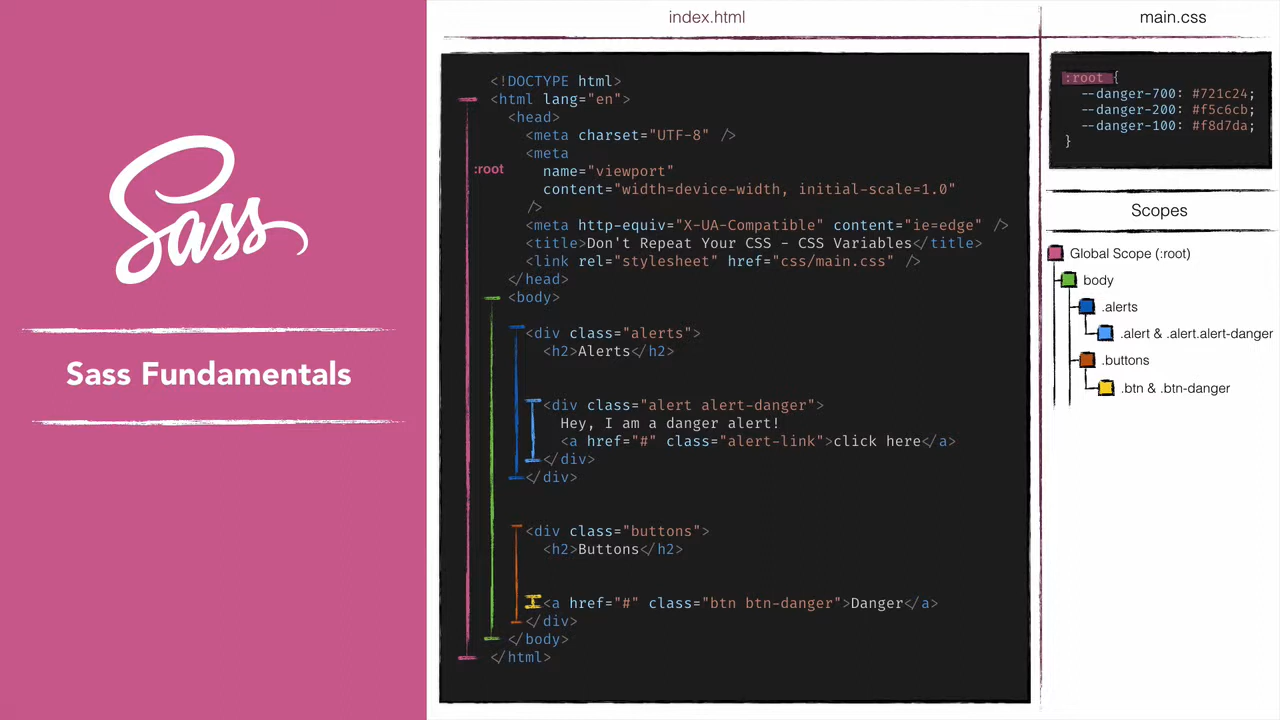 Sass
Sass Fundamentals
index.html
<!DOCTYPE html>
<html lang="en">
<head>
<meta charset="UTF-8" />
<meta
name="viewport"
content="width=device-width, initial-scale=1.0"
/>
<meta http-equiv="X-UA-Compatible" content="ie=edge" />
<title>Don't Repeat Your CSS - CSS Variables</title>
<link rel="stylesheet" href="css/main.css" />
</head>
<body>
<div class="alerts">
<h2>Alerts</h2>
<div class="alert alert-danger">
Hey, I am a danger alert!
<a href="#" class="alert-link">click here</a>
</div>
</div>
<div class="buttons">
<h2>Buttons</h2>
<a href="#" class="btn btn-danger">Danger</a>
</div>
</body>
</html>
:root
main.css
:root {
--danger-700: #721c24;
--danger-200: #f5c6cb;
--danger-100: #f8d7da;
}
Scopes
Global Scope (:root)
body
.alerts
.alert & .alert.alert-danger
.buttons
.btn & .btn-danger